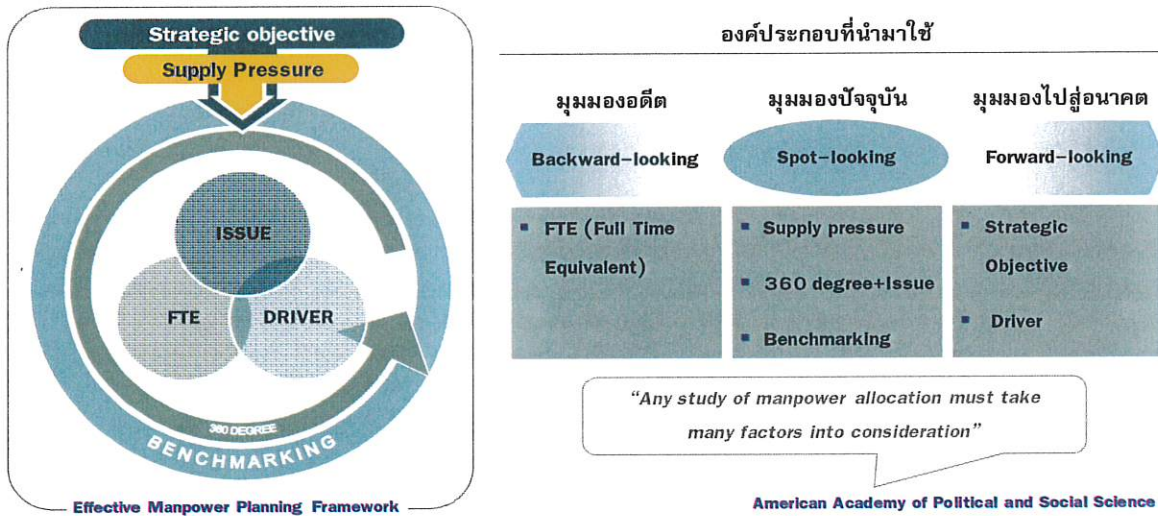 Strategic objective
Supply Pressure
ISSUE
FTE
DRIVER
360 DEGREE
BENCHMARKING
Effective Manpower Planning Framework
องค์ประกอบที่นำมาใช้
มุมมองอดีต
มุมมองปัจจุบัน
มุมมองไปสู่อนาคต
Backward-looking
Spot-looking
Forward-looking
▪ FTE (Full Time
Equivalent)
▪ Supply pressure
▪ 360 degree+Issue
▪ Benchmarking
▪ Strategic
Objective
▪ Driver
"Any study of manpower allocation must take
many factors into consideration"
American Academy of Political and Social Science